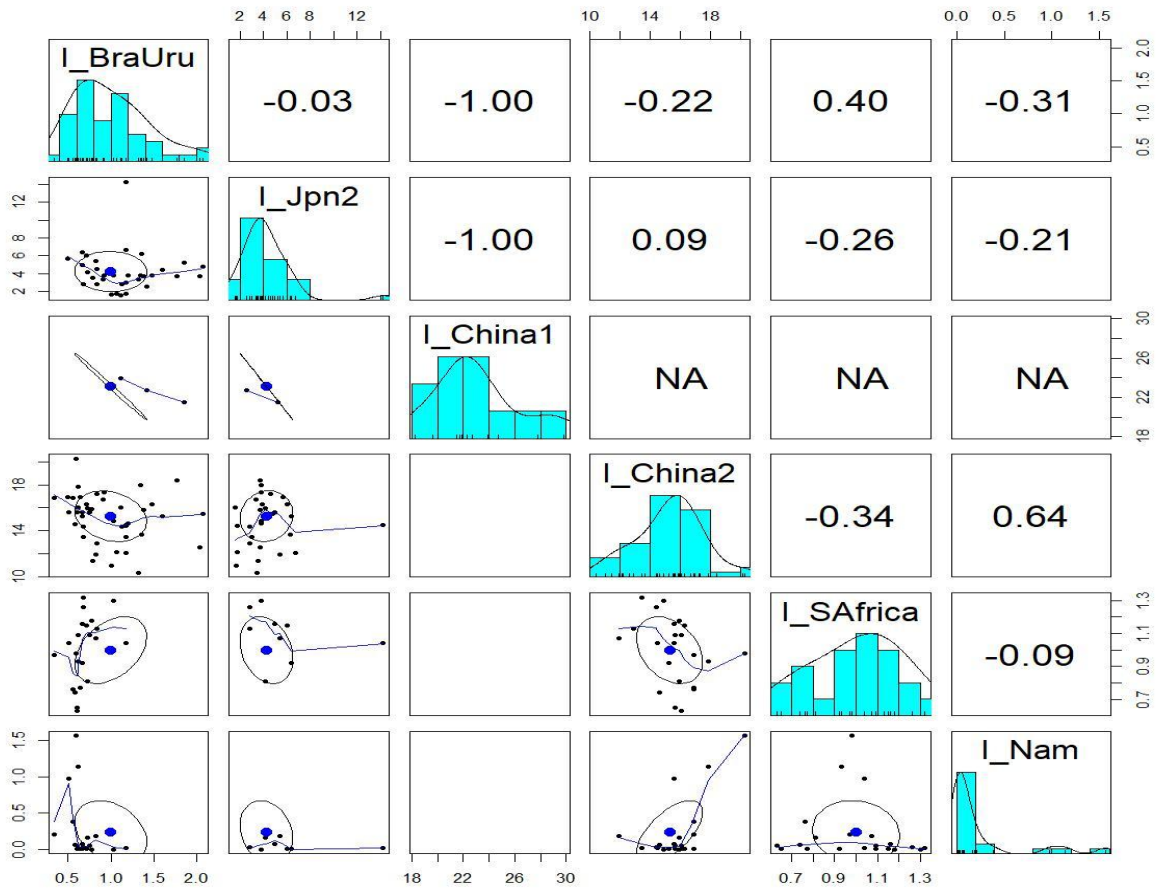 2 4 6 8 12
10 14 18
0.0 0.5 1.0 1.5
I_BraUru
-0.03
-1.00
-0.22
0.40
-0.31
0.5 1.0 1.5 2.0
2 4 6 8 12
I_Jpn2
-1.00
0.09
-0.26
-0.21
I_China1
NA
NA
NA
18 22 26 30
10 14 18
I_China2
-0.34
0.64
I_SAfrica
-0.09
0.7 0.9 1.1 1.3
0.0 0.5 1.0 1.5
I_Nam
0.5 1.0 1.5 2.0
18 22 26 30
0.7 0.9 1.1 1.3